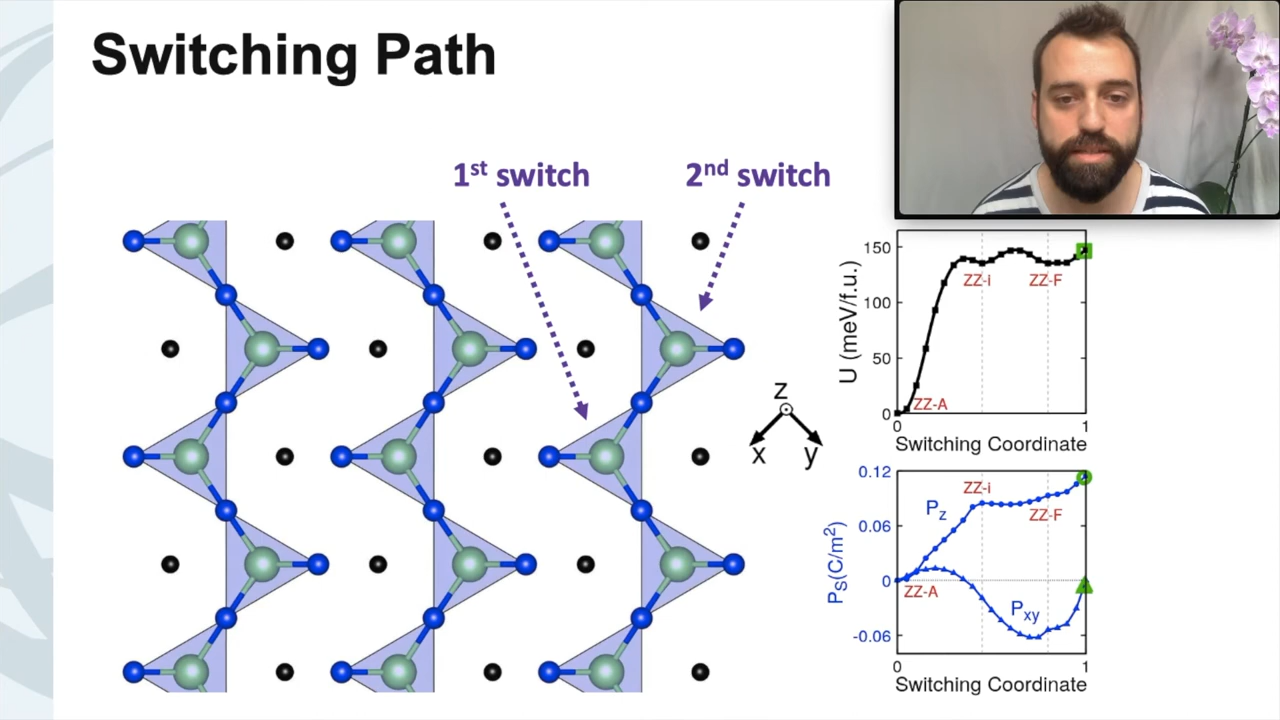 Switching Path
1st switch
2nd switch
z
x
y
U (meV/f.u.)
150
100
50
0
ZZ-i
ZZ-F
ZZ-A
0
1
Switching Coordinate
PS(C/m2)
0.12
0.06
0
-0.06
ZZ-i
Pz
ZZ-F
ZZ-A
Pxy
0
1
Switching Coordinate